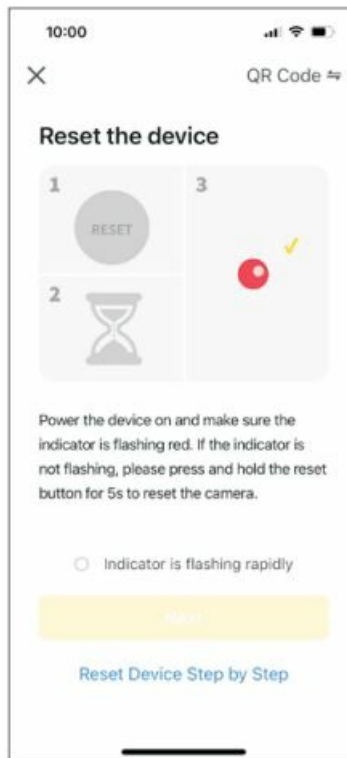 10:00
QR Code ⇋
Reset the device
1
RESET
2
3
Power the device on and make sure the
indicator is flashing red. If the indicator is
not flashing, please press and hold the reset
button for 5s to reset the camera.
Indicator is flashing rapidly
Next
Reset Device Step by Step